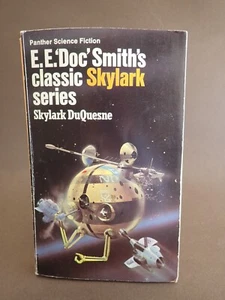 Panther Science Fiction
E.E.'Doc' Smith's
classic Skylark
series
Skylark DuQuesne